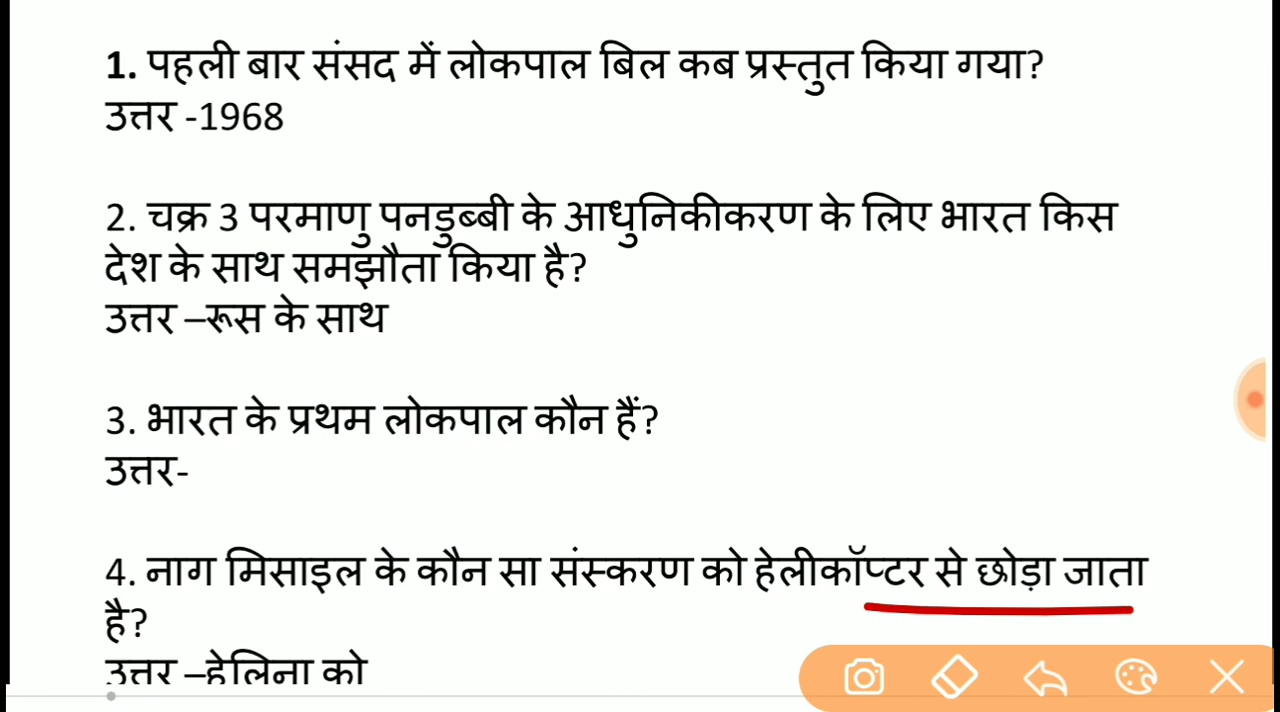 1. पहली बार संसद में लोकपाल बिल कब प्रस्तुत किया गया?
उत्तर -1968
2. चक्र 3 परमाणु पनडुब्बी के आधुनिकीकरण के लिए भारत किस
देश के साथ समझौता किया है?
उत्तर –रूस के साथ
3. भारत के प्रथम लोकपाल कौन हैं?
उत्तर-
4. नाग मिसाइल के कौन सा संस्करण को हेलीकॉप्टर से छोड़ा जाता
है?
उत्तर –हेलिना को